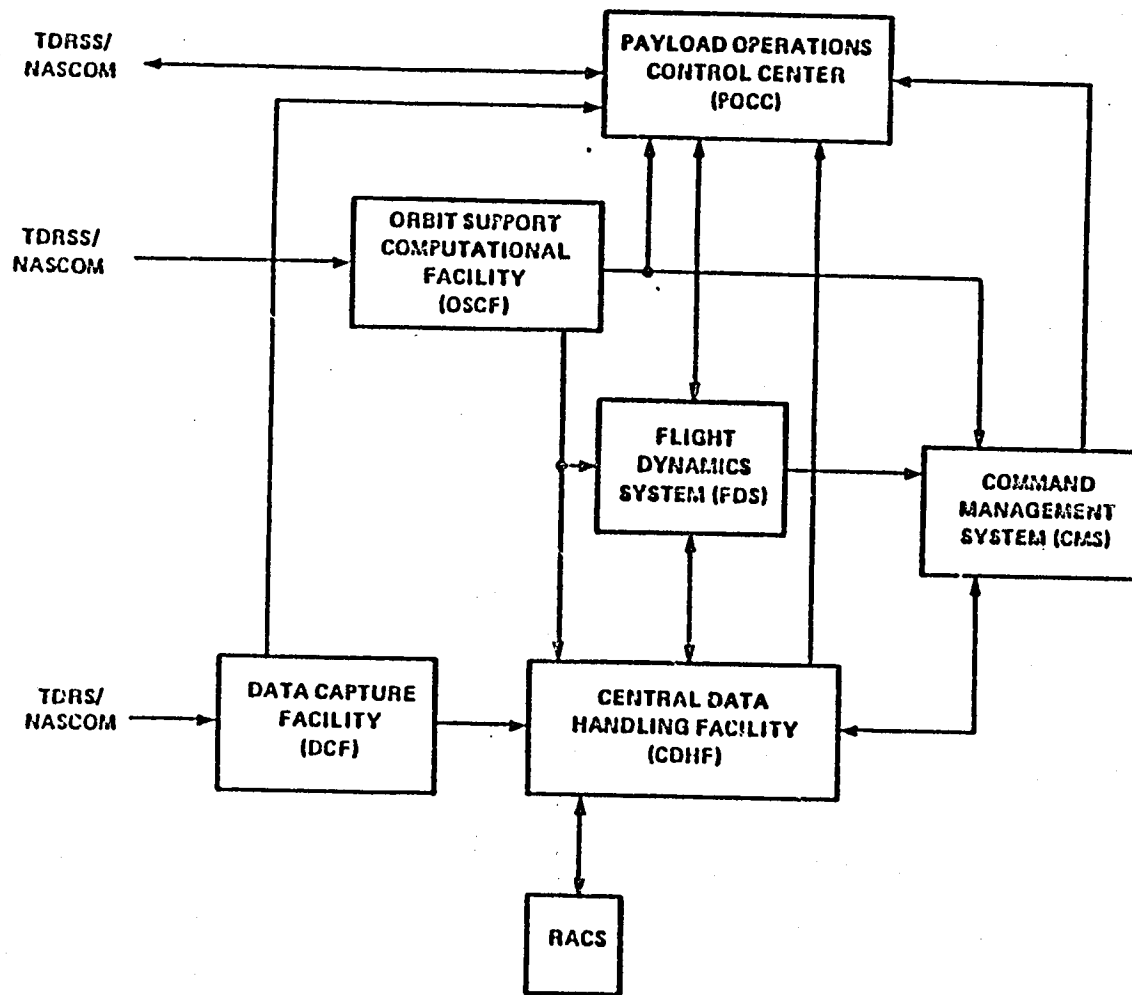 TDRSS/
NASCOM
PAYLOAD OPERATIONS
CONTROL CENTER
(POCC)
TDRSS/
NASCOM
ORBIT SUPPORT
COMPUTATIONAL
FACILITY
(OSCF)
FLIGHT
DYNAMICS
SYSTEM (FDS)
COMMAND
MANAGEMENT
SYSTEM (CMS)
TDRS/
NASCOM
DATA CAPTURE
FACILITY
(DCF)
CENTRAL DATA
HANDLING FACILITY
(CDHF)
RACS